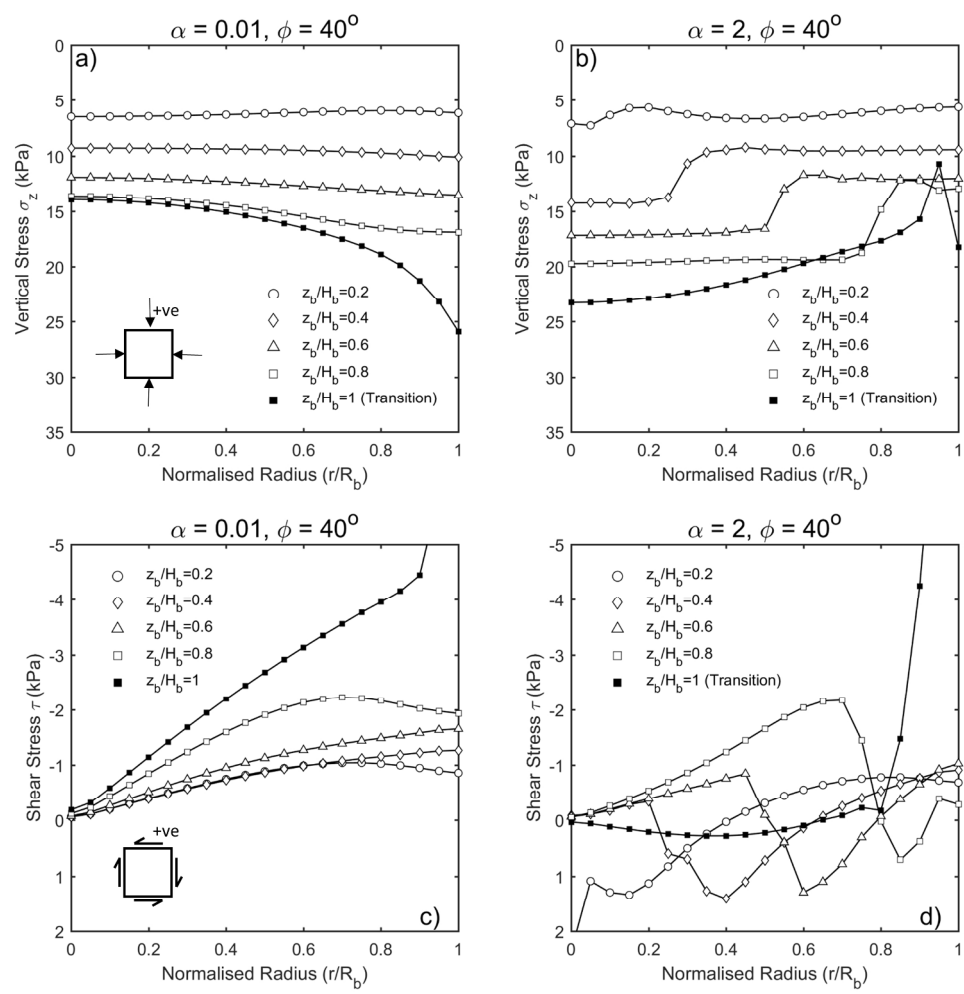 α = 0.01, ϕ = 40°
a)
0
5
10
15
20
25
30
35
Vertical Stress σz (kPa)
+ve
zb/Hb=0.2
zb/Hb=0.4
zb/Hb=0.6
zb/Hb=0.8
zb/Hb=1 (Transition)
0 0.2 0.4 0.6 0.8 1
Normalised Radius (r/Rb)
α = 2, ϕ = 40°
b)
0
5
10
15
20
25
30
35
Vertical Stress σz (kPa)
zb/Hb=0.2
zb/Hb=0.4
zb/Hb=0.6
zb/Hb=0.8
zb/Hb=1 (Transition)
0 0.2 0.4 0.6 0.8 1
Normalised Radius (r/Rb)
α = 0.01, ϕ = 40°
-5
-4
-3
-2
-1
0
1
2
Shear Stress τ (kPa)
zb/Hb=0.2
zb/Hb=0.4
zb/Hb=0.6
zb/Hb=0.8
zb/Hb=1
+ve
c)
0 0.2 0.4 0.6 0.8 1
Normalised Radius (r/Rb)
α = 2, ϕ = 40°
-5
-4
-3
-2
-1
0
1
2
Shear Stress τ (kPa)
zb/Hb=0.2
zb/Hb=0.4
zb/Hb=0.6
zb/Hb=0.8
zb/Hb=1 (Transition)
d)
0 0.2 0.4 0.6 0.8 1
Normalised Radius (r/Rb)